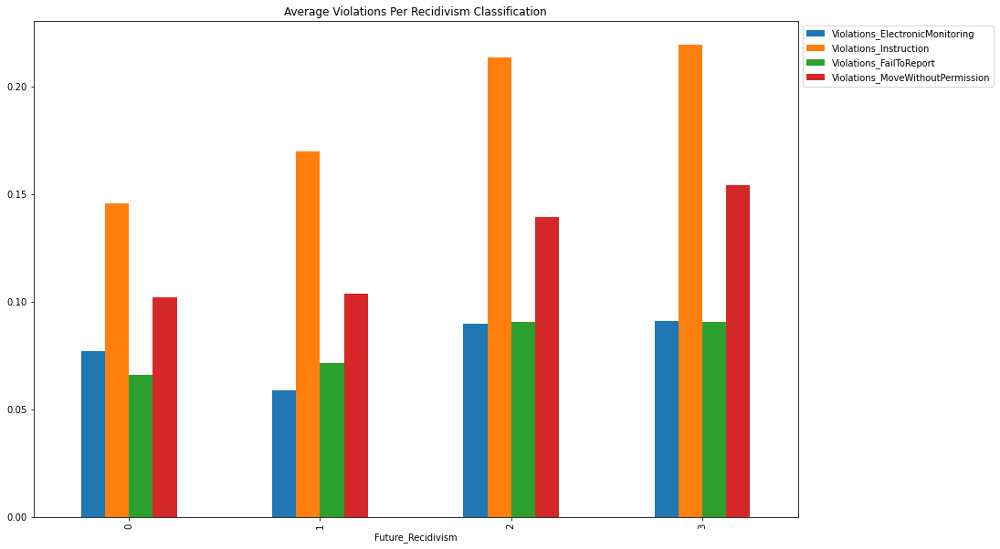 Average Violations Per Recidivism Classification
Violations_ElectronicMonitoring
Violations_Instruction
Violations_FailToReport
Violations_MoveWithoutPermission
0.20
0.15
0.10
0.05
0.00
0
1
2
3
Future_Recidivism